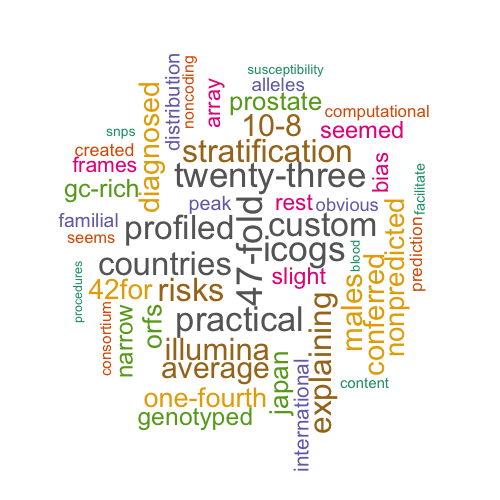 susceptibility
distribution
noncoding
alleles
array
prostate
computational
diagnosed
snps
10-8
seemed
created
stratification
frames
twenty-three
bias
facilitate
gc-rich
peak
rest
obvious
familial
profiled
custom
seems
47-fold
icogs
nonpredicted
prediction
countries
slight
blood
conferred
procedures
42for
risks
males
consortium
narrow
orfs
practical
explaining
illumina
average
japan
international
content
one-fourth
genotyped